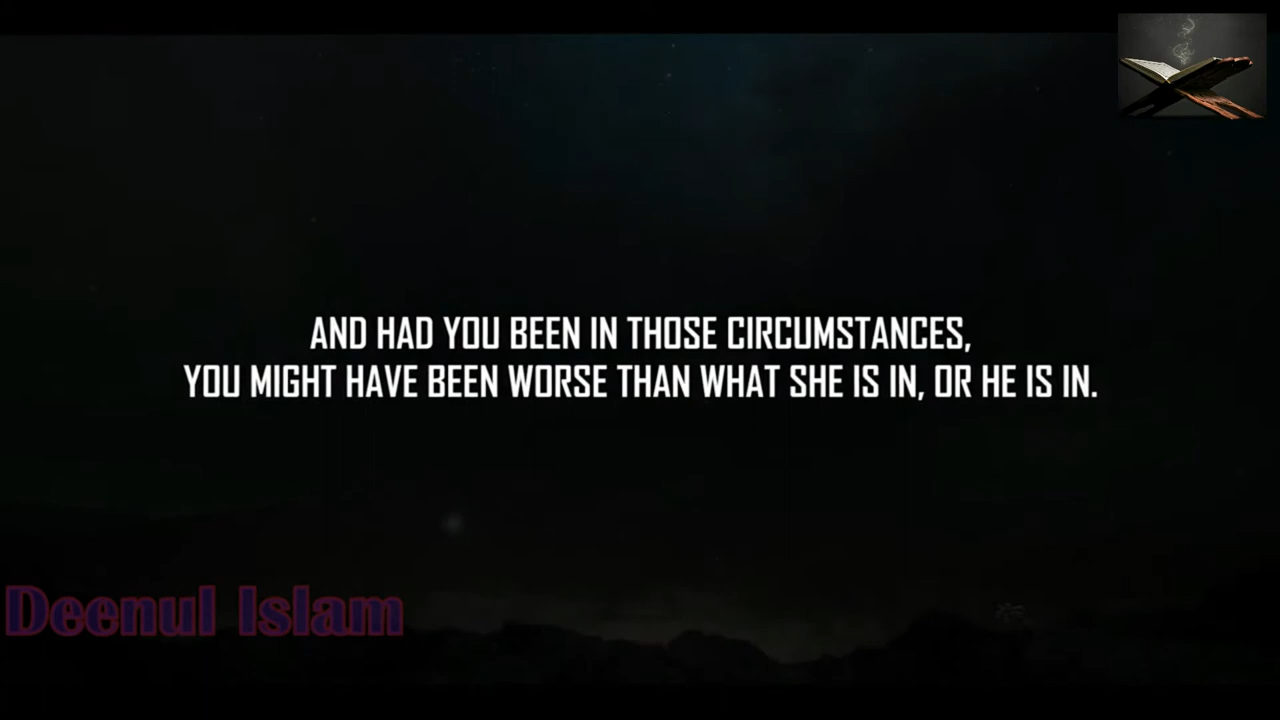 AND HAD YOU BEEN IN THOSE CIRCUMSTANCES,
YOU MIGHT HAVE BEEN WORSE THAN WHAT SHE IS IN, OR HE IS IN.
Deenul Islam